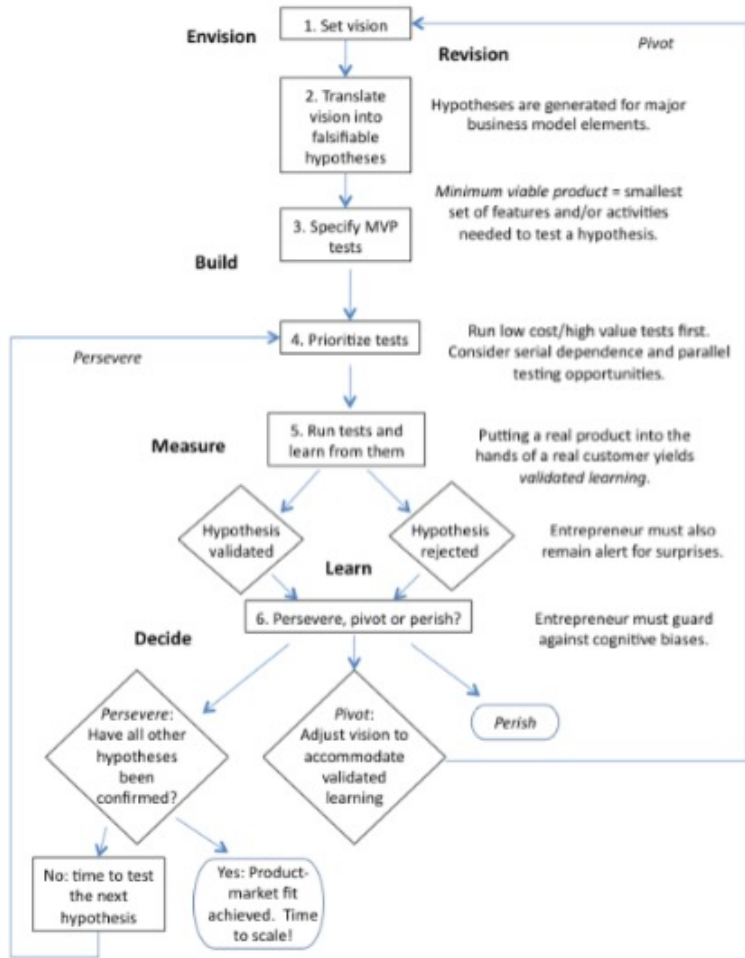 1. Set vision
Envision
Pivot
Revision
2. Translate
vision into
falsifiable
hypotheses
Hypotheses are generated for major
business model elements.
Minimum viable product = smallest
set of features and/or activities
needed to test a hypothesis.
3. Specify MVP
tests
Build
4. Prioritize tests
Run low cost/high value tests first.
Consider serial dependence and parallel
testing opportunities.
Persevere
5. Run tests and
learn from them
Measure
Putting a real product into the
hands of a real customer yields
validated learning.
Hypothesis
validated
Hypothesis
rejected
Entrepreneur must also
remain alert for surprises.
Learn
6. Persevere, pivot or perish?
Entrepreneur must guard
against cognitive biases.
Decide
Persevere:
Have all other
hypotheses
been
confirmed?
Pivot:
Adjust vision to
accommodate
validated
learning
Perish
No: time to test
the next
hypothesis
Yes: Product-
market fit
achieved. Time
to scale!